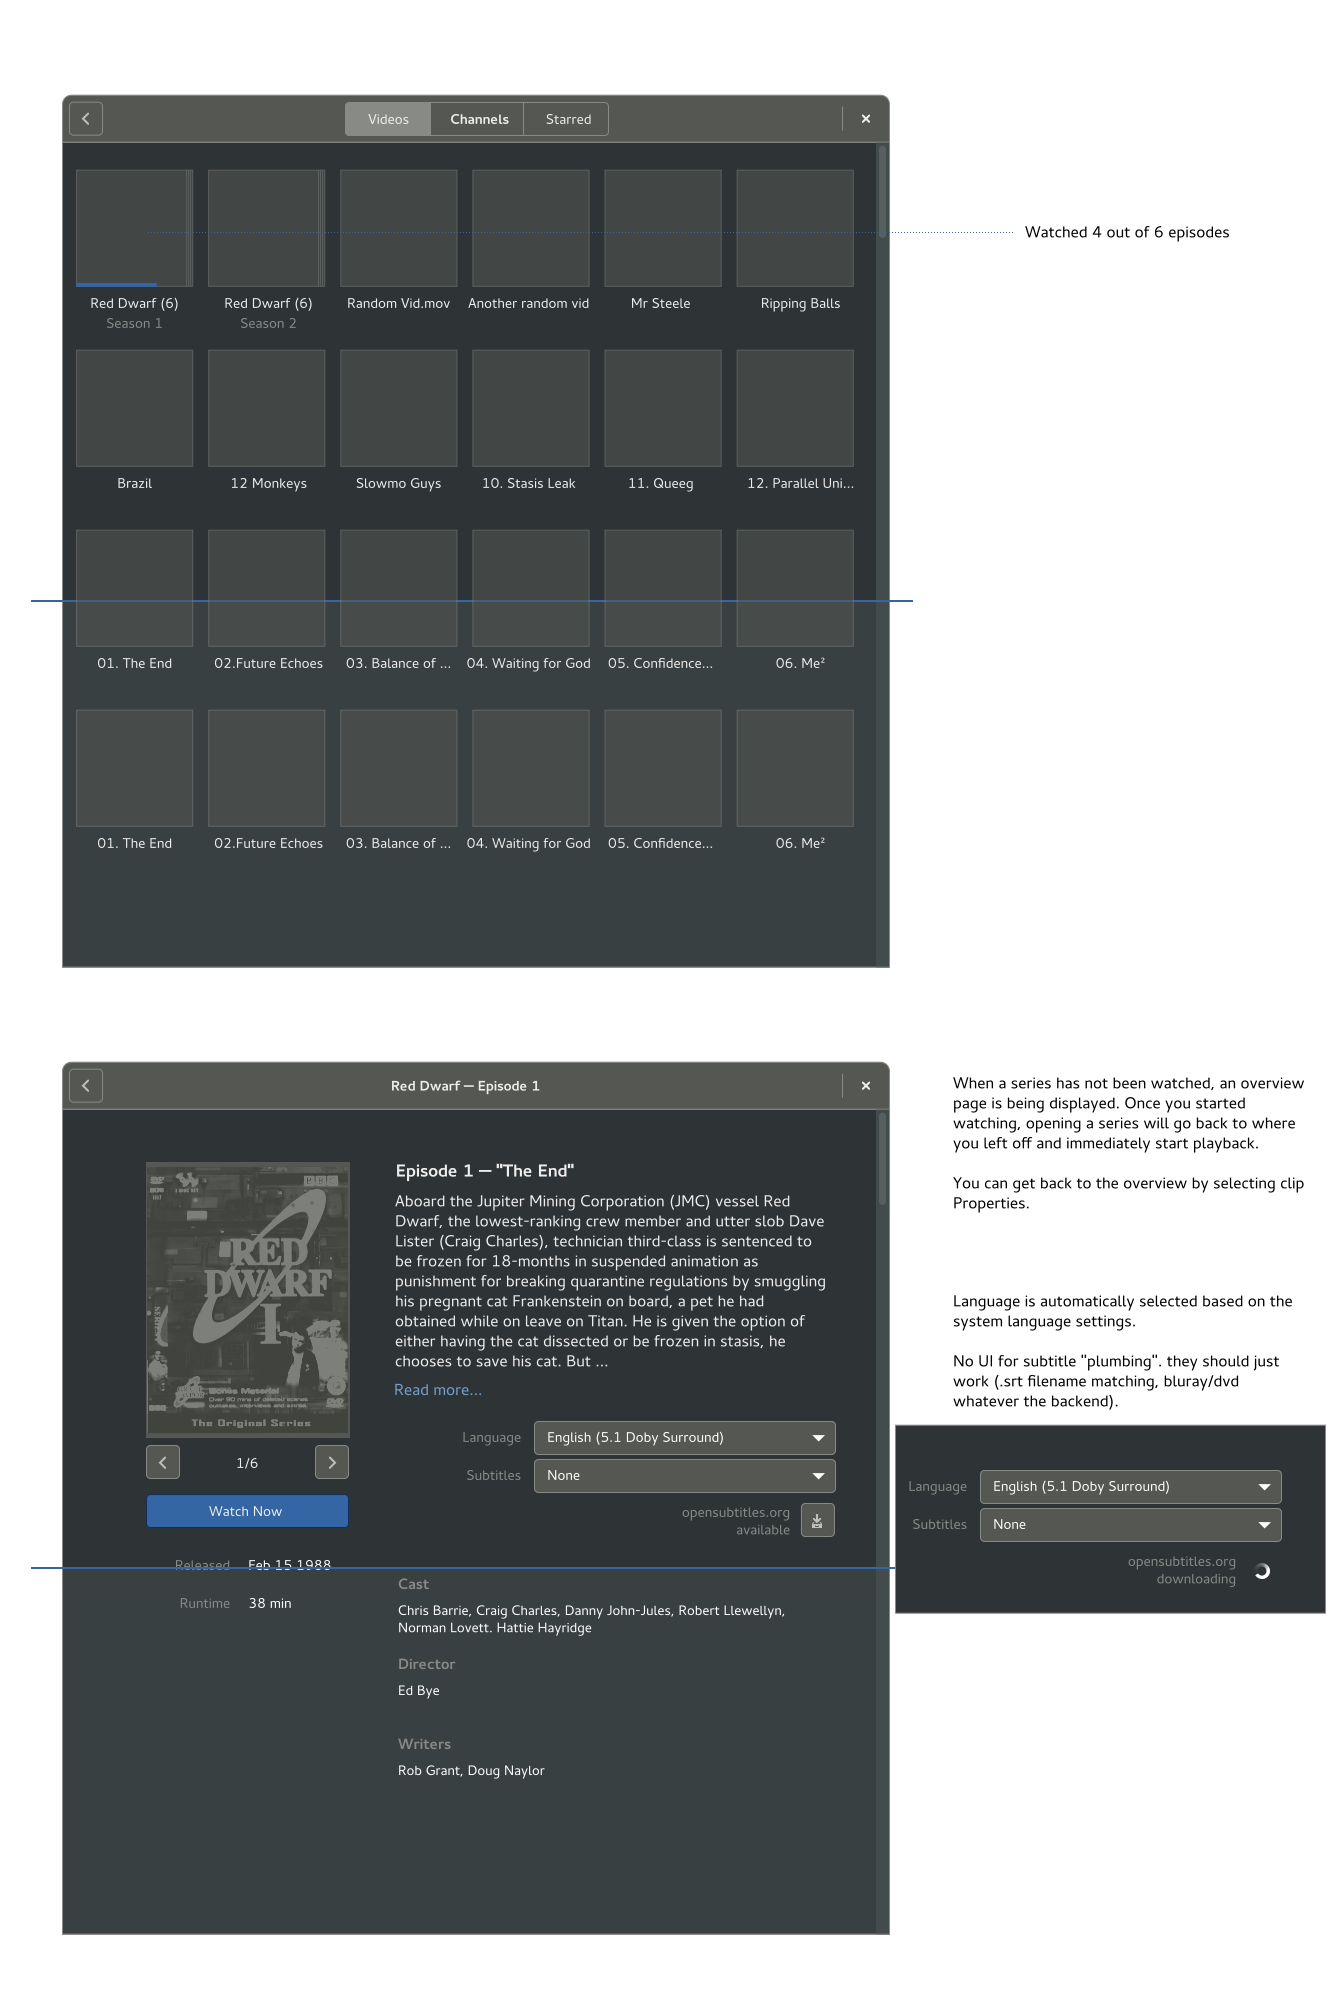 Videos Channels Starred
Watched 4 out of 6 episodes
Red Dwarf (6) Red Dwarf (6) Random Vid.mov Another random vid Mr Steele Ripping Balls
Season 1 Season 2
Brazil 12 Monkeys Slowmo Guys 10. Stasis Leak 11. Queeg 12. Parallel Uni...
01. The End 02.Future Echoes 03. Balance of ... 04. Waiting for God 05. Confidence... 06. Me²
01. The End 02.Future Echoes 03. Balance of ... 04. Waiting for God 05. Confidence... 06. Me²
Red Dwarf — Episode 1
RED
DWARF
I
Bonus Material
Over 90 mins of deleted scenes
outtakes, interviews and extras
The Original Series
1/6
Watch Now
Released Feb 15 1988
Runtime 38 min
Episode 1 — "The End"
Aboard the Jupiter Mining Corporation (JMC) vessel Red
Dwarf, the lowest-ranking crew member and utter slob Dave
Lister (Craig Charles), technician third-class is sentenced to
be frozen for 18-months in suspended animation as
punishment for breaking quarantine regulations by smuggling
his pregnant cat Frankenstein on board, a pet he had
obtained while on leave on Titan. He is given the option of
either having the cat dissected or be frozen in stasis, he
chooses to save his cat. But ...
Read more...
Language English (5.1 Doby Surround)
Subtitles None
opensubtitles.org
available
Cast
Chris Barrie, Craig Charles, Danny John-Jules, Robert Llewellyn,
Norman Lovett. Hattie Hayridge
Director
Ed Bye
Writers
Rob Grant, Doug Naylor
When a series has not been watched, an overview
page is being displayed. Once you started
watching, opening a series will go back to where
you left off and immediately start playback.
You can get back to the overview by selecting clip
Properties.
Language is automatically selected based on the
system language settings.
No UI for subtitle "plumbing". they should just
work (.srt filename matching, bluray/dvd
whatever the backend).
Language English (5.1 Doby Surround)
Subtitles None
opensubtitles.org
downloading